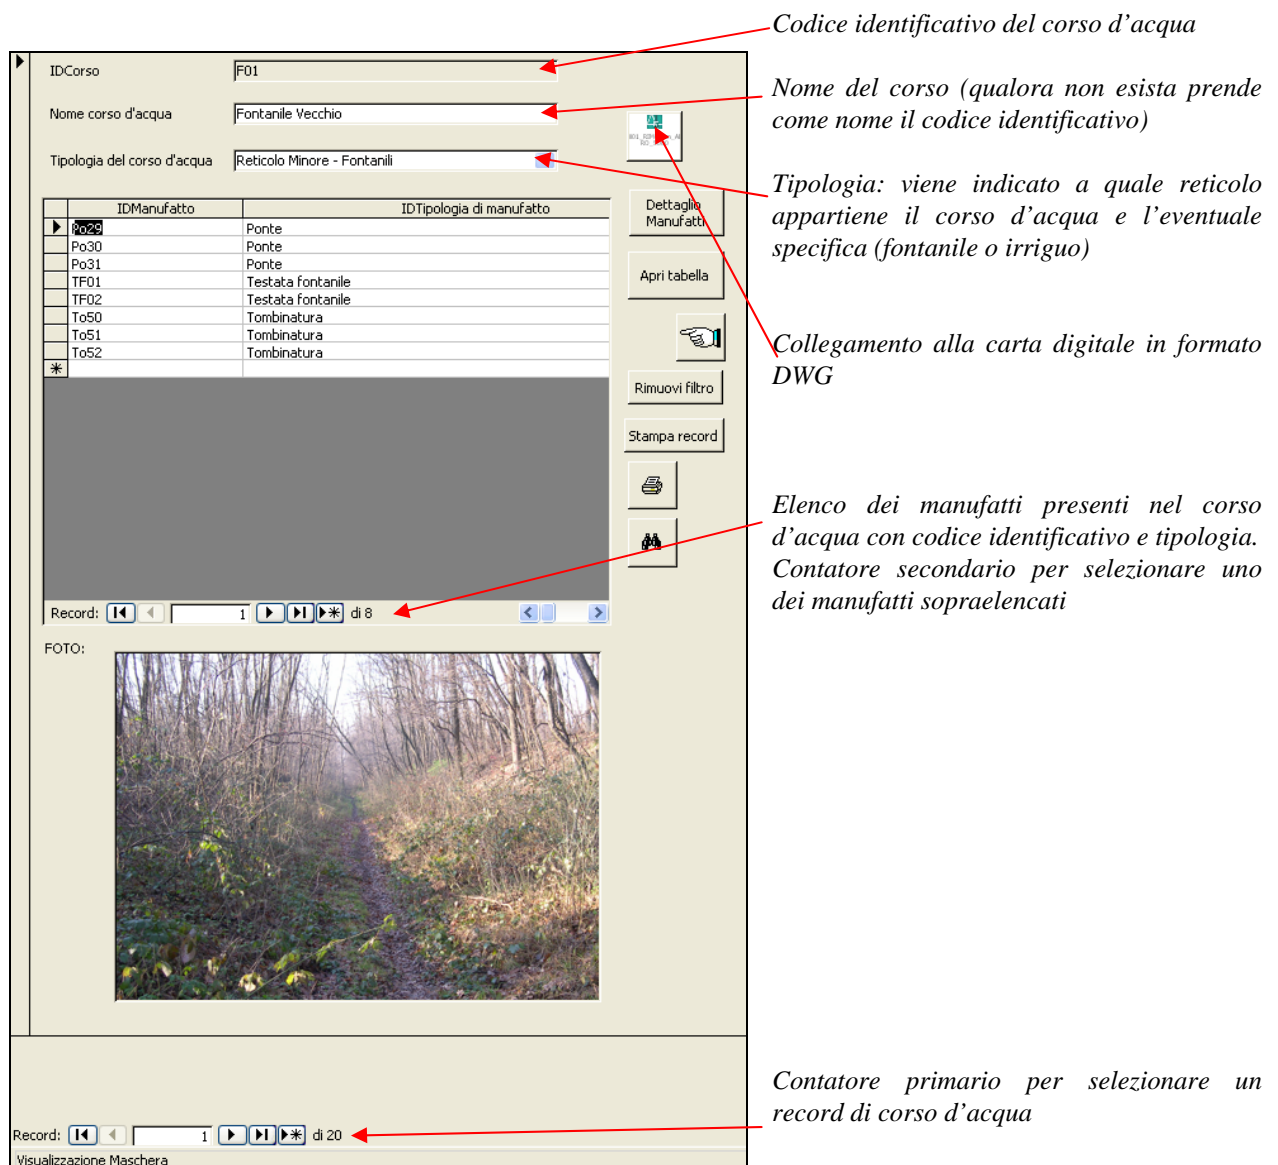 Codice identificativo del corso d’acqua
IDCorso F01
Nome del corso (qualora non esista prende
come nome il codice identificativo)
Nome corso d'acqua Fontanile Vecchio
Tipologia del corso d'acqua Reticolo Minore - Fontanili
Tipologia: viene indicato a quale reticolo
appartiene il corso d’acqua e l’eventuale
specifica (fontanile o irriguo)
IDManufatto IDTipologia di manufatto
Po29 Ponte
Po30 Ponte
Po31 Ponte
TF01 Testata fontanile
TF02 Testata fontanile
To50 Tombinatura
To51 Tombinatura
To52 Tombinatura
Dettaglio
Manufatti
Apri tabella
Collegamento alla carta digitale in formato
DWG
Rimuovi filtro
Stampa record
Elenco dei manufatti presenti nel corso
d’acqua con codice identificativo e tipologia.
Contatore secondario per selezionare uno
dei manufatti sopraelencati
Record: 1 di 8
FOTO:
Contatore primario per selezionare un
record di corso d’acqua
Record: 1 di 20
Visualizzazione Maschera